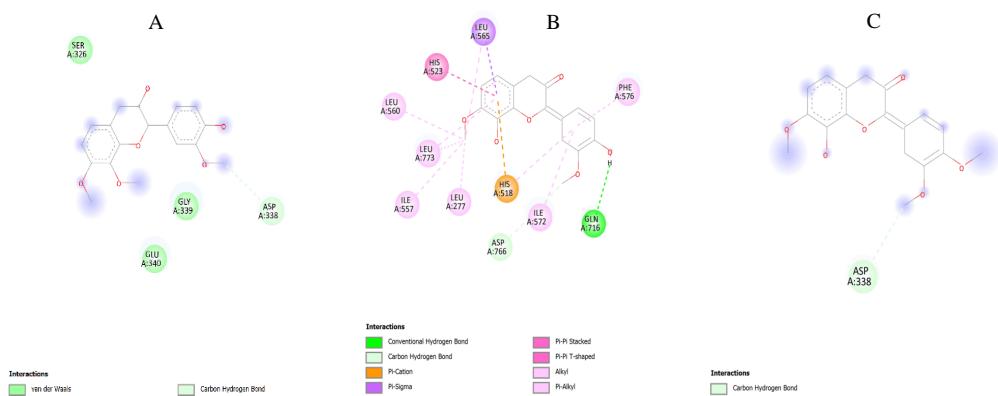 A
SER
A:326
O
O
O
O
O
O
GLY
A:339
ASP
A:338
GLU
A:340
Interactions
van der Waals
Carbon Hydrogen Bond
B
LEU
A:565
HIS
A:523
PHE
A:576
LEU
A:560
O
O
O
O
O
O
H
LEU
A:773
HIS
A:518
ILE
A:557
LEU
A:277
ILE
A:572
GLN
A:716
ASP
A:766
Interactions
Conventional Hydrogen Bond
Carbon Hydrogen Bond
Pi-Cation
Pi-Sigma
Pi-Pi Stacked
Pi-Pi T-shaped
Alkyl
Pi-Alkyl
C
O
O
O
O
O
O
ASP
A:338
Interactions
Carbon Hydrogen Bond